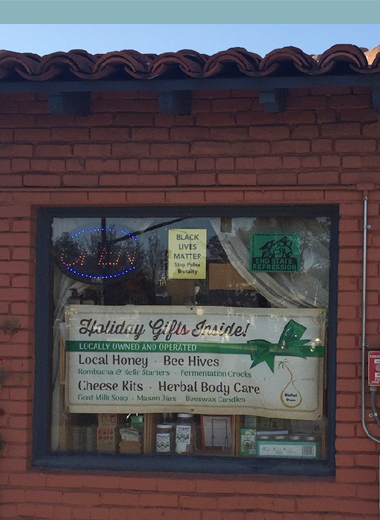 OPEN
BLACK
LIVES
MATTER
Stop Police
Brutality
END STATE
REPRESSION
Holiday Gifts Inside!
LOCALLY OWNED AND OPERATED
Local Honey · Bee Hives
Kombucha & Kefir Starters · Fermentation Crocks
Cheese Kits · Herbal Body Care
Goat Milk Soap · Mason Jars · Beeswax Candles